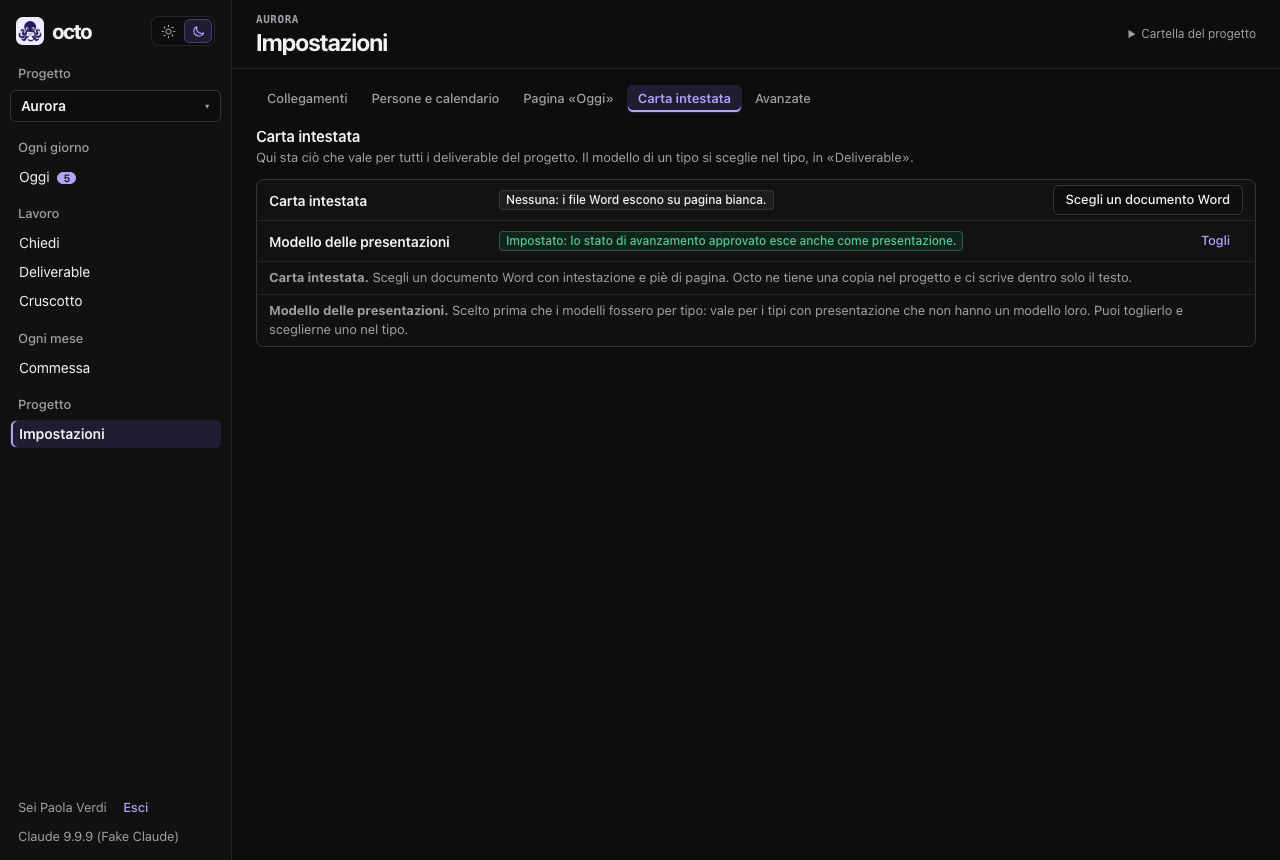 octo
Progetto
Aurora
Ogni giorno
Oggi 5
Lavoro
Chiedi
Deliverable
Cruscotto
Ogni mese
Commessa
Progetto
Impostazioni
Sei Paola Verdi Esci
Claude 9.9.9 (Fake Claude)
AURORA
Impostazioni
Cartella del progetto
Collegamenti Persone e calendario Pagina «Oggi» Carta intestata Avanzate
Carta intestata
Qui sta ciò che vale per tutti i deliverable del progetto. Il modello di un tipo si sceglie nel tipo, in «Deliverable».
Carta intestata Nessuna: i file Word escono su pagina bianca. Scegli un documento Word
Modello delle presentazioni Impostato: lo stato di avanzamento approvato esce anche come presentazione. Togli
Carta intestata. Scegli un documento Word con intestazione e piè di pagina. Octo ne tiene una copia nel progetto e ci scrive dentro solo il testo.
Modello delle presentazioni. Scelto prima che i modelli fossero per tipo: vale per i tipi con presentazione che non hanno un modello loro. Puoi toglierlo e
sceglierne uno nel tipo.